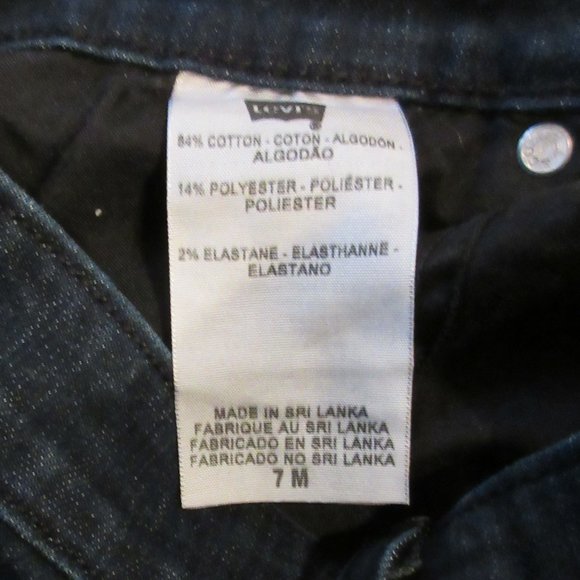 LEVI'S
®
84% COTTON - COTON - ALGODÓN -
ALGODÃO
14% POLYESTER - POLIÉSTER -
POLIESTER
2% ELASTANE - ELASTHANNE -
ELASTANO
MADE IN SRI LANKA
FABRIQUE AU SRI LANKA
FABRICADO EN SRI LANKA
FABRICADO NO SRI LANKA
7 M